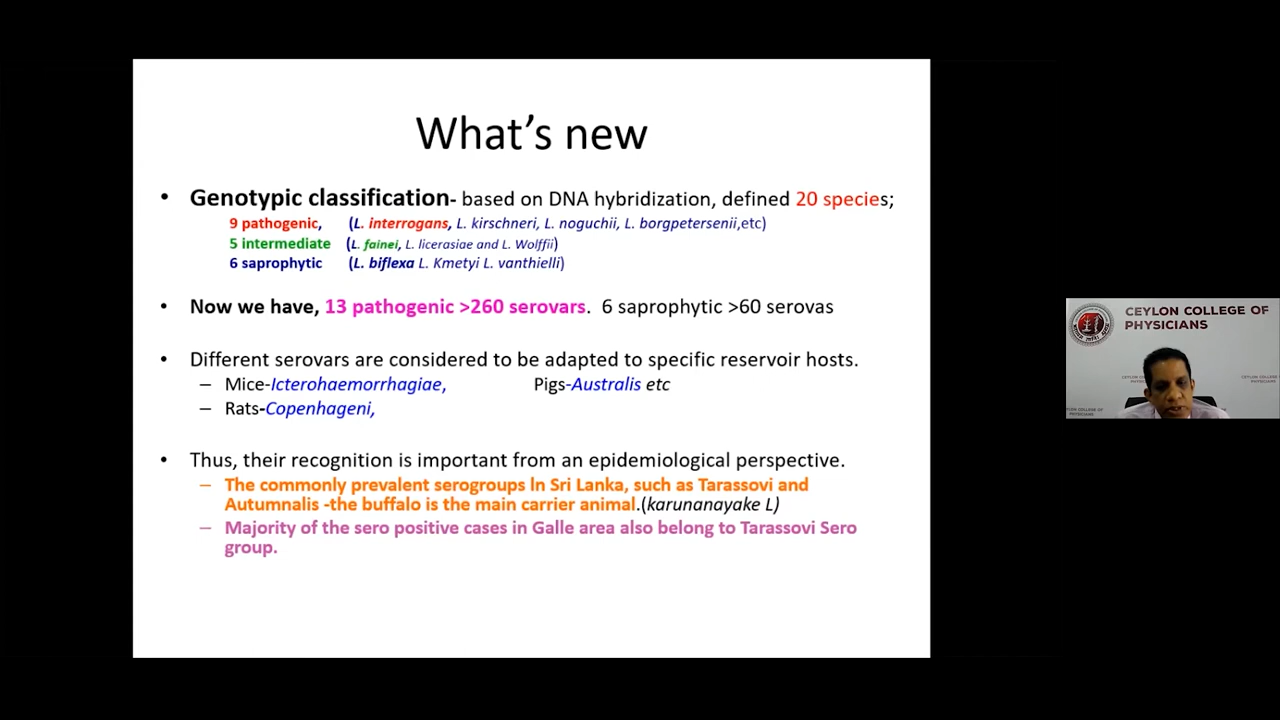 What's new
• Genotypic classification- based on DNA hybridization, defined 20 species;
9 pathogenic, (L. interrogans, L. kirschneri, L. noguchii, L. borgpetersenii,etc)
5 intermediate (L. fainei, L. licerasiae and L. Wolffii)
6 saprophytic (L. biflexa L. Kmetyi L. vanthielli)
• Now we have, 13 pathogenic >260 serovars. 6 saprophytic >60 serovas
• Different serovars are considered to be adapted to specific reservoir hosts.
– Mice-Icterohaemorrhagiae, Pigs-Australis etc
– Rats-Copenhageni,
• Thus, their recognition is important from an epidemiological perspective.
– The commonly prevalent serogroups ln Sri Lanka, such as Tarassovi and
Autumnalis -the buffalo is the main carrier animal.(karunanayake L)
– Majority of the sero positive cases in Galle area also belong to Tarassovi Sero
group.
CEYLON COLLEGE OF
PHYSICIANS